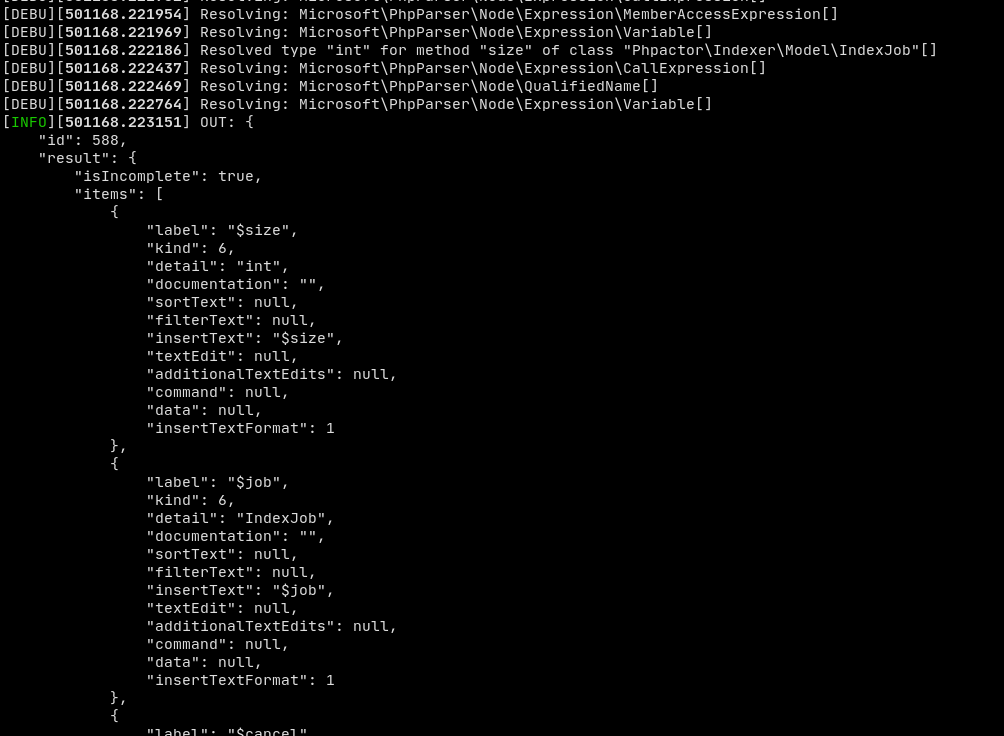 [DEBU][501168.221954] Resolving: Microsoft\PhpParser\Node\Expression\MemberAccessExpression[]
[DEBU][501168.221969] Resolving: Microsoft\PhpParser\Node\Expression\Variable[]
[DEBU][501168.222186] Resolved type "int" for method "size" of class "Phpactor\Indexer\Model\IndexJob"[]
[DEBU][501168.222437] Resolving: Microsoft\PhpParser\Node\Expression\CallExpression[]
[DEBU][501168.222469] Resolving: Microsoft\PhpParser\Node\QualifiedName[]
[DEBU][501168.222764] Resolving: Microsoft\PhpParser\Node\Expression\Variable[]
[INFO][501168.223151] OUT: {
    "id": 588,
    "result": {
        "isIncomplete": true,
        "items": [
            {
                "label": "$size",
                "kind": 6,
                "detail": "int",
                "documentation": "",
                "sortText": null,
                "filterText": null,
                "insertText": "$size",
                "textEdit": null,
                "additionalTextEdits": null,
                "command": null,
                "data": null,
                "insertTextFormat": 1
            },
            {
                "label": "$job",
                "kind": 6,
                "detail": "IndexJob",
                "documentation": "",
                "sortText": null,
                "filterText": null,
                "insertText": "$job",
                "textEdit": null,
                "additionalTextEdits": null,
                "command": null,
                "data": null,
                "insertTextFormat": 1
            },
            {
                "label": "$cancel"